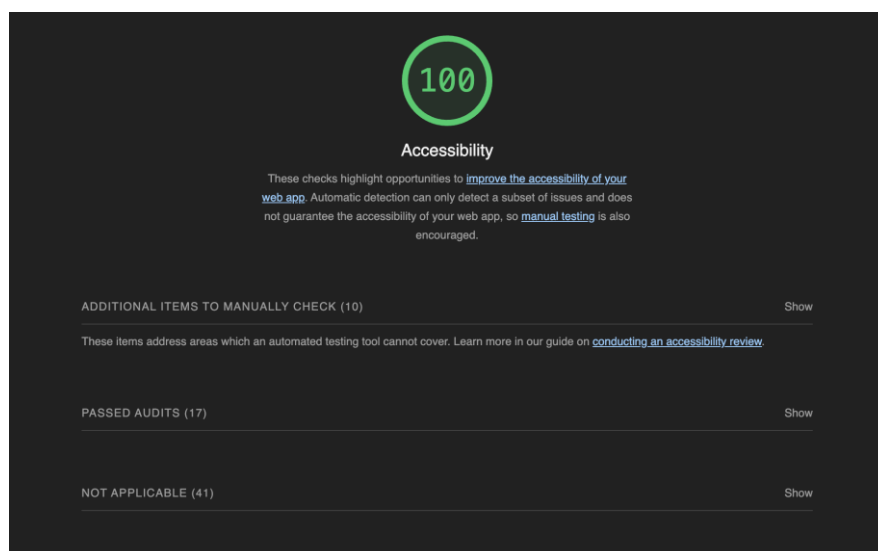 100
Accessibility
These checks highlight opportunities to improve the accessibility of your
web app. Automatic detection can only detect a subset of issues and does
not guarantee the accessibility of your web app, so manual testing is also
encouraged.
ADDITIONAL ITEMS TO MANUALLY CHECK (10) Show
These items address areas which an automated testing tool cannot cover. Learn more in our guide on conducting an accessibility review.
PASSED AUDITS (17) Show
NOT APPLICABLE (41) Show